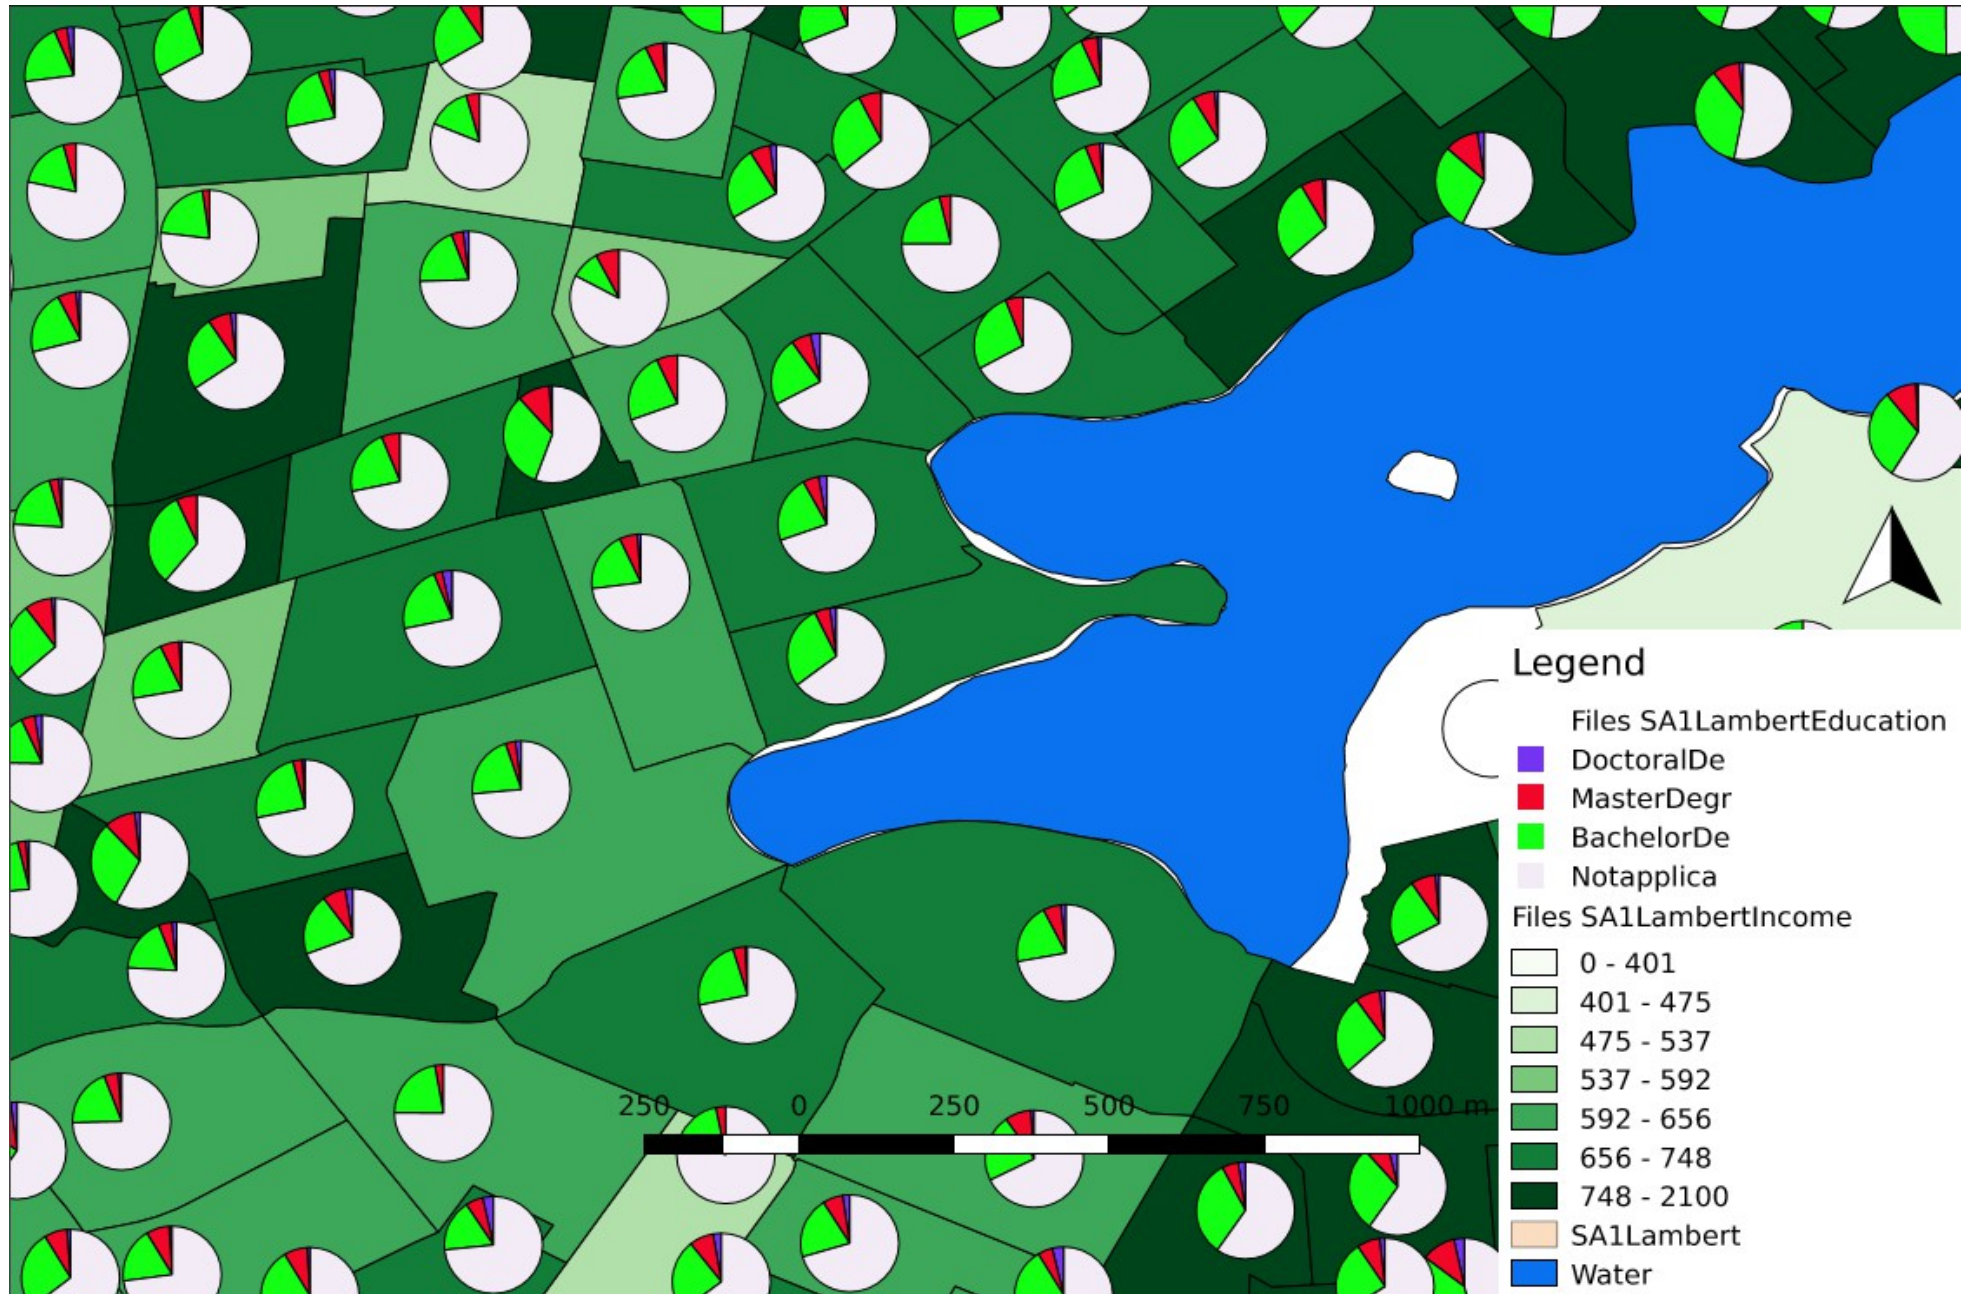 250 0 250 500 750 1000 m
Legend
Files SA1LambertEducation
DoctoralDe
MasterDegr
BachelorDe
Notapplica
Files SA1LambertIncome
0 - 401
401 - 475
475 - 537
537 - 592
592 - 656
656 - 748
748 - 2100
SA1Lambert
Water